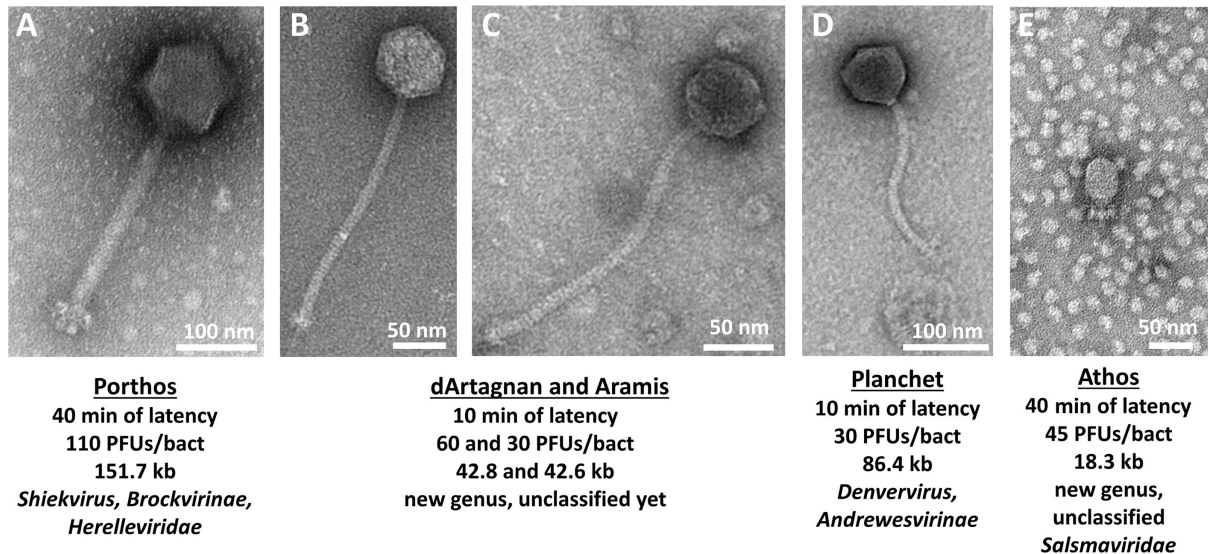 A
B
C
D
E
100 nm
50 nm
50 nm
100 nm
50 nm
Porthos
40 min of latency
110 PFUs/bact
151.7 kb
Shiekvirus, Brockvirinae,
Herelleviridae
dArtagnan and Aramis
10 min of latency
60 and 30 PFUs/bact
42.8 and 42.6 kb
new genus, unclassified yet
Planchet
10 min of latency
30 PFUs/bact
86.4 kb
Denvervirus,
Andrewesvirinae
Athos
40 min of latency
45 PFUs/bact
18.3 kb
new genus,
unclassified
Salsmaviridae